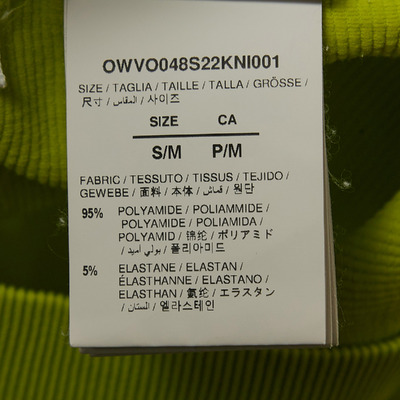 OWVO048S22KNI001
SIZE / TAGLIA / TAILLE / TALLA / GRÖSSE /
尺寸 / المقاس / 사이즈
SIZE CA
S/M P/M
FABRIC / TESSUTO / TISSUS / TEJIDO /
GEWEBE / 面料 / 本体 / قماش / 원단
95% POLYAMIDE / POLIAMMIDE /
POLYAMIDE / POLIAMIDA /
POLYAMID / 锦纶 / ポリアミド
/ بولي أميد / 폴리아미드
5% ELASTANE / ELASTAN /
ÉLASTHANNE / ELASTANO /
ELASTHAN / 氨纶 / エラスタン
/ الستان / 엘라스테인